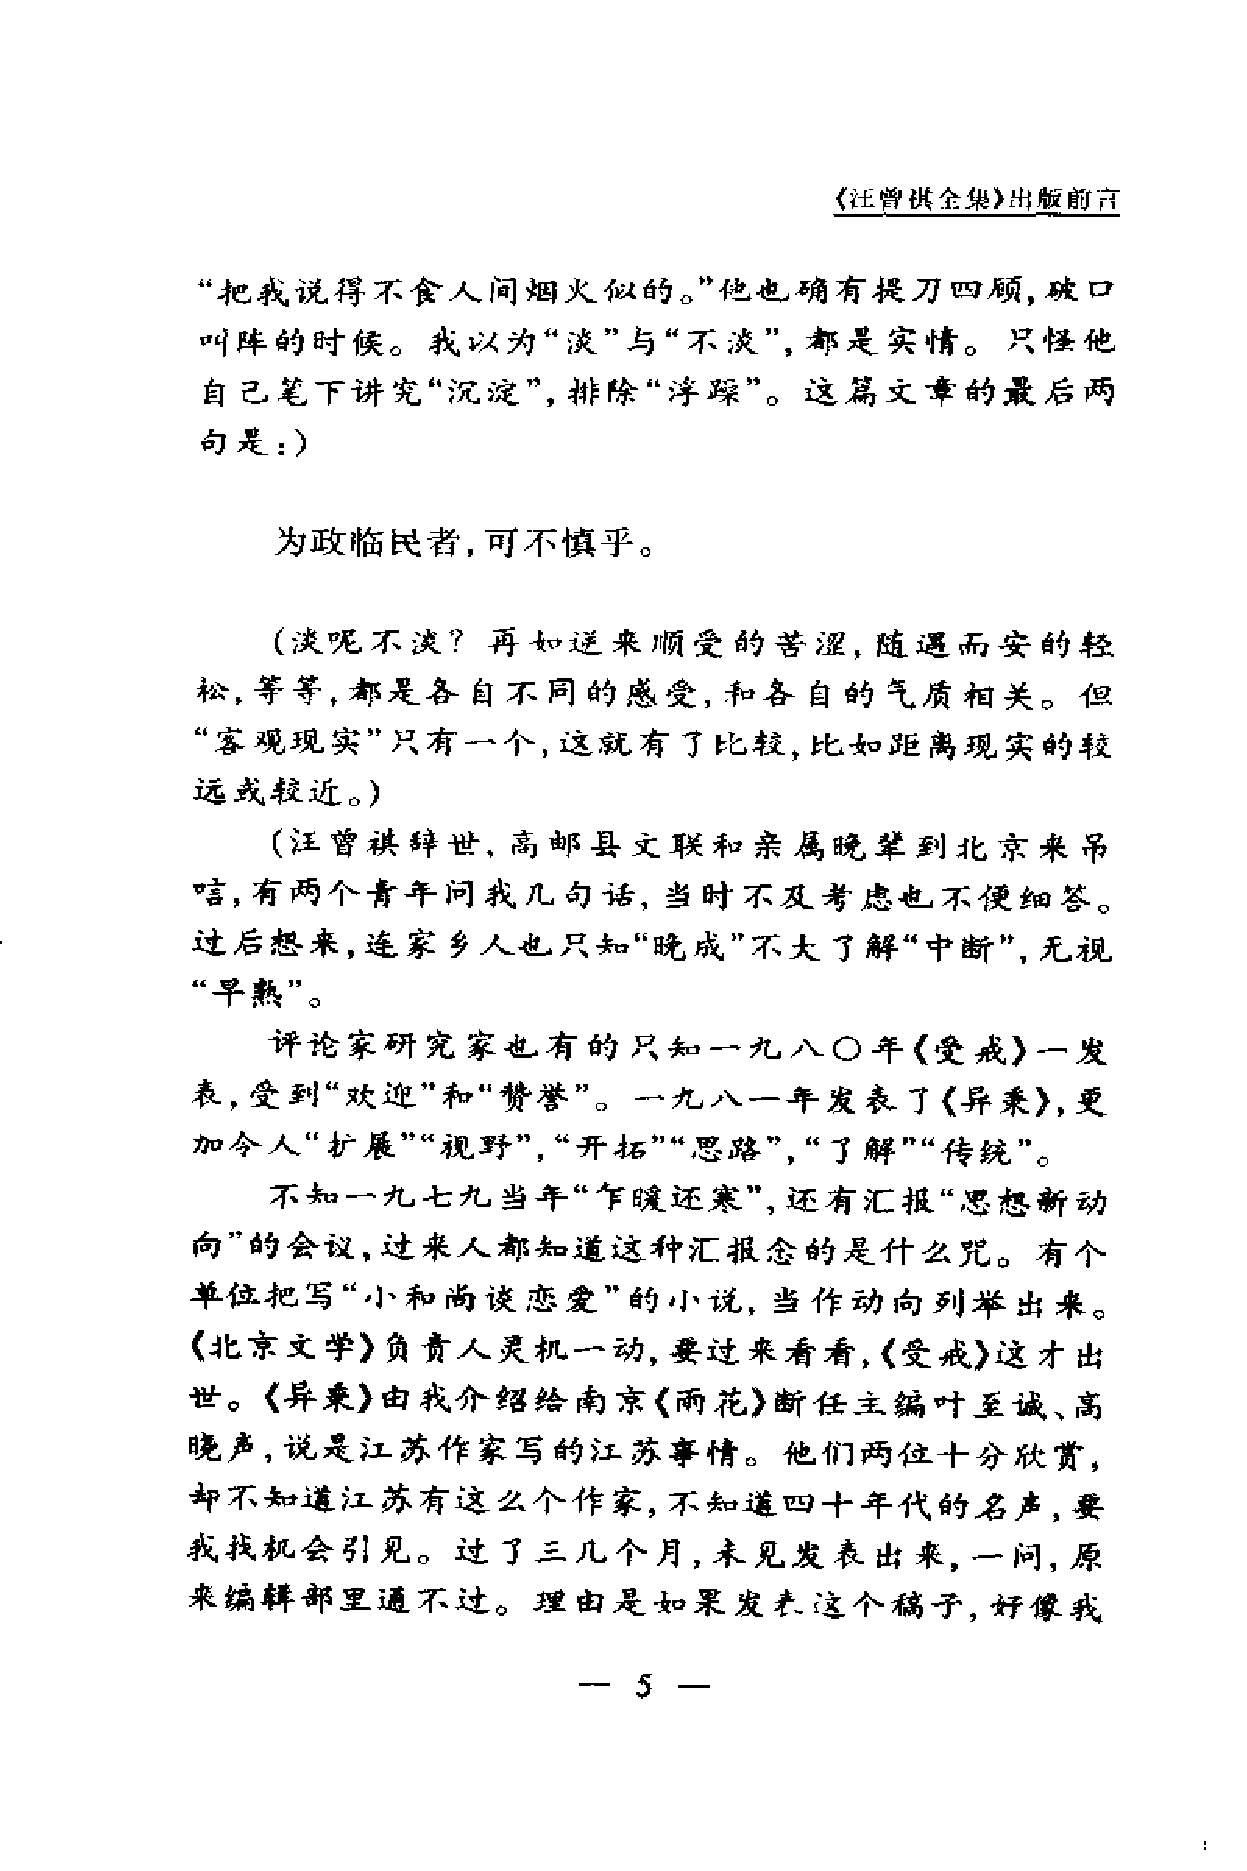 《汪曾祺全集》出版前言
“把我说得不食人间烟火似的。”他也确有提刀四顾,破口
叫阵的时候。我以为“淡”与“不淡”,都是实情。只怪他
自己笔下讲究“沉淀”,排除“浮躁”。这篇文章的最后两
句是:)
为政临民者,可不慎乎。
(淡呢不淡?再如逆来顺受的苦涩,随遇而安的轻
松,等等,都是各自不同的感受,和各自的气质相关。但
“客观现实”只有一个,这就有了比较,比如距离现实的较
远或较近。)
(汪曾祺辞世、高邮县文联和亲属晚辈到北京来吊
唁,有两个青年问我几句话、当时不及考虑也不便细答。
过后想来,连家乡人也只知“晚成”不大了解“中断”,无视
“早熟”。
评论家研究家也有的只知一九八〇年《受戒》一发
表,受到“欢迎”和“赞誉”。一九八一年发表了《异秉》,更
加令人“扩展”“视野”,“开拓”“思路”,“了解”“传统”。
不知一九七九当年“乍暖还寒”,还有汇报“思想新动
向”的会议,过来人都知道这种汇报念的是什么咒。有个
单位把写“小和尚谈恋爱”的小说,当作动向列举出来。
《北京文学》负责人灵机一动,要过来看看,《受戒》这才出
世。《异秉》由我介绍给南京《雨花》新任主编叶至诚、高
晓声,说是江苏作家写的江苏事情。他们两位十分欣赏,
却不知道江苏有这么个作家,不知道四十年代的名声,要
我找机会引见。过了三几个月,未见发表出来,一问,原
来编辑部里通不过。理由是如果发表这个稿子,好像我
— 5 —